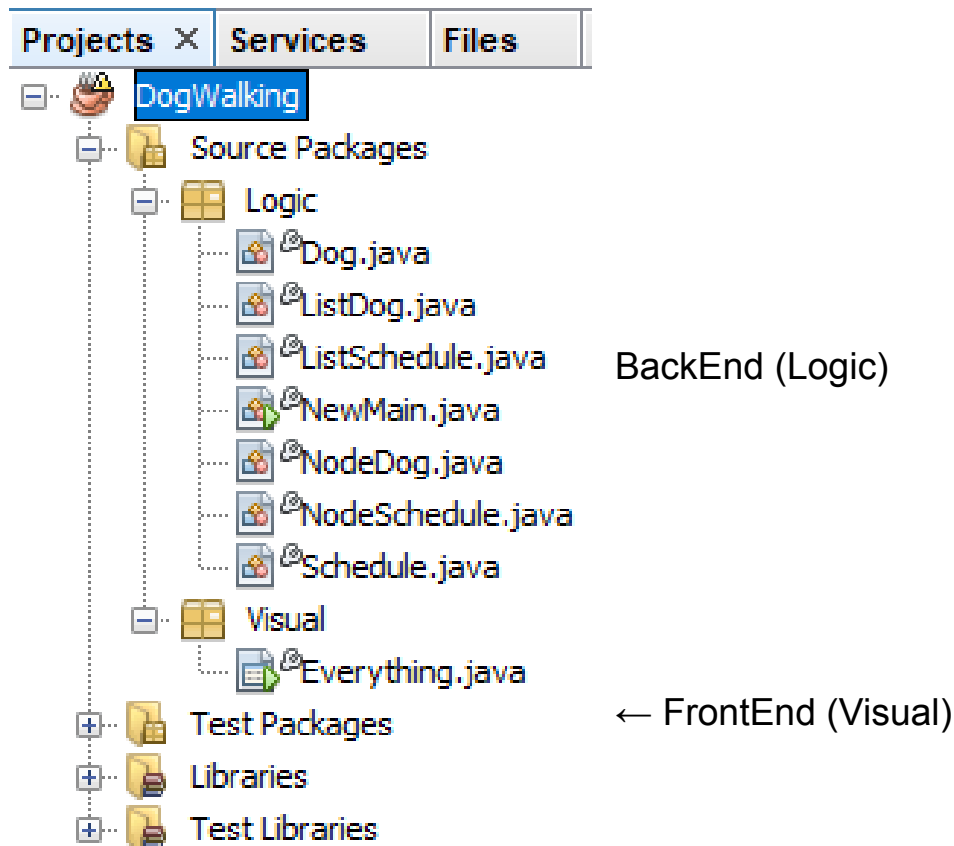 Projects × Services Files
DogWalking
Source Packages
Logic
Dog.java
ListDog.java
ListSchedule.java
BackEnd (Logic)
NewMain.java
NodeDog.java
NodeSchedule.java
Schedule.java
Visual
Everything.java
← FrontEnd (Visual)
Test Packages
Libraries
Test Libraries